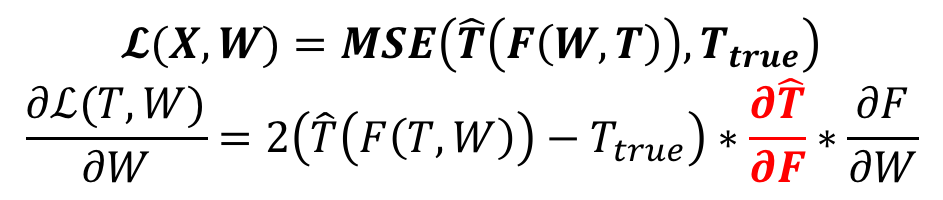 ℒ(X, W) = MSE(T̂(F(W, T)), T_true)
∂ℒ(T, W)/∂W = 2(T̂(F(T, W)) − T_true) * ∂T̂/∂F * ∂F/∂W